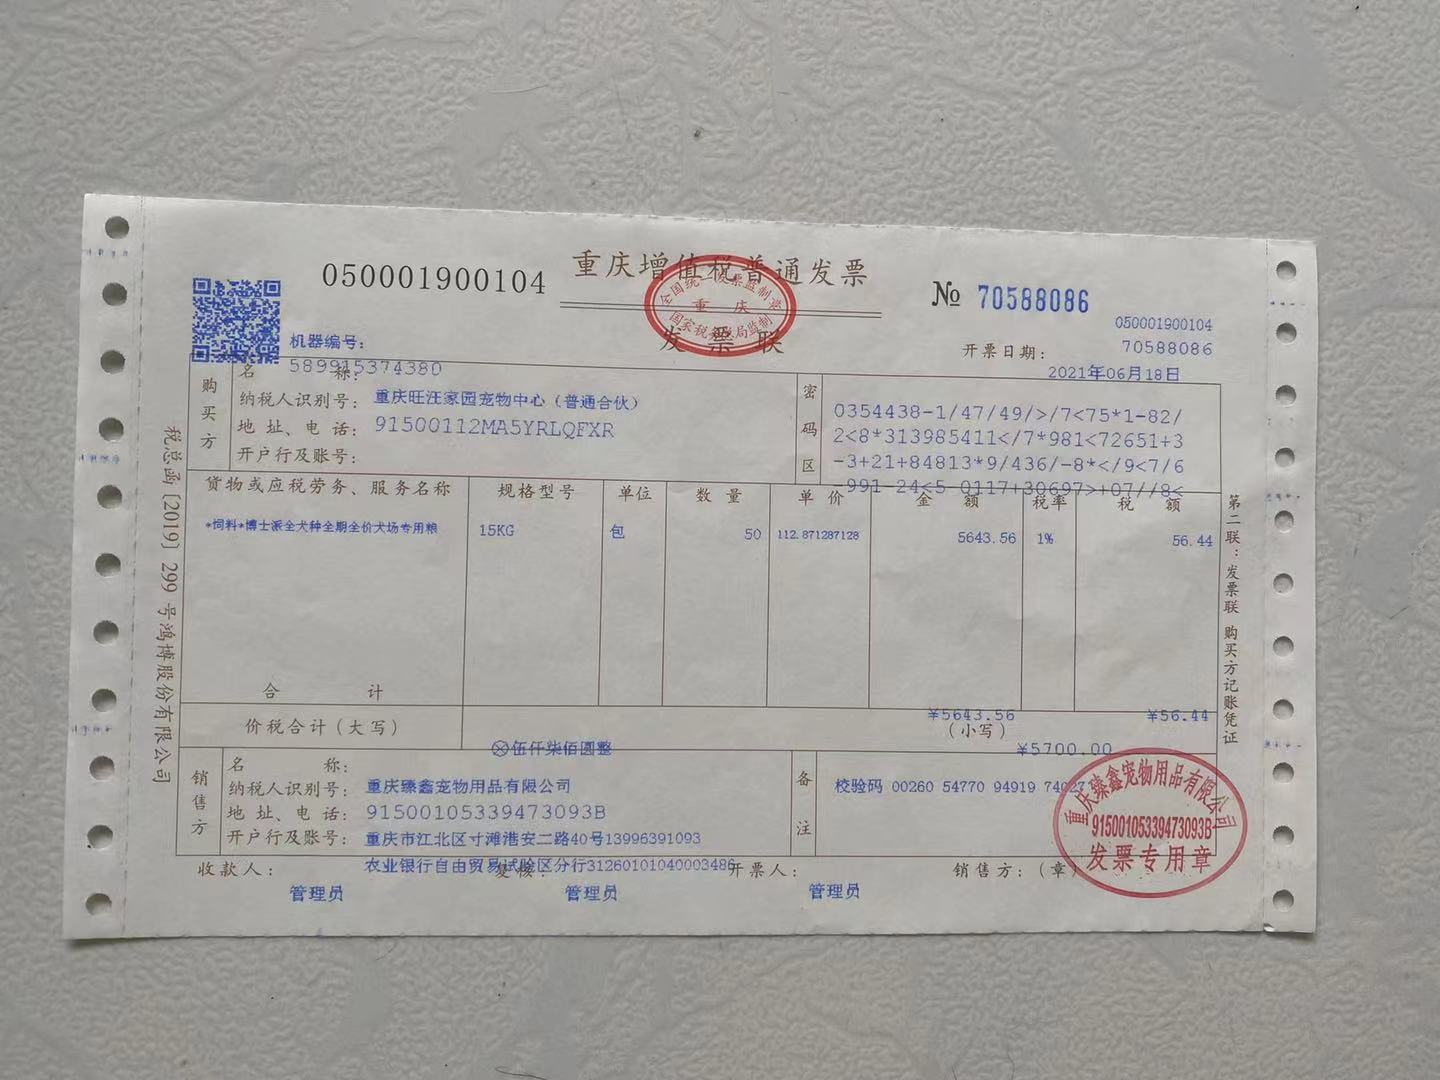 050001900104
重庆增值税普通发票
发票联
全国统一发票监制章
重庆
国家税务总局监制
№ 70588086
050001900104
70588086
机器编号:
589915374380
开票日期:
2021年06月18日
购买方
名 称:
重庆旺汪家园宠物中心（普通合伙）
纳税人识别号:
91500112MA5YRLQFXR
地 址、电 话:
开户行及账号:
密码区
0354438-1/47/49/>/7<75*1-82/
2<8*313985411</7*981<72651+3
-3+21+84813*9/436/-8*</9<7/6
-991-24<5-0117+30697>+07//8<
货物或应税劳务、服务名称 规格型号 单位 数 量 单 价 金 额 税率 税 额
*饲料*博士派全犬种全期全价犬场专用粮 15KG 包 50 112.871287128 5643.56 1% 56.44
合 计
¥5643.56 ¥56.44
价税合计（大写）
ⓧ伍仟柒佰圆整
（小写）
¥5700.00
销售方
名 称:
重庆臻鑫宠物用品有限公司
纳税人识别号:
91500105339473093B
地 址、电 话:
重庆市江北区寸滩港安二路40号13996391093
开户行及账号:
农业银行自由贸易试验区分行31260101040003486
备注
校验码 00260 54770 94919 74027
收款人:
管理员
复核:
管理员
开票人:
管理员
销售方:（章）
重庆臻鑫宠物用品有限公司
91500105339473093B
发票专用章
税总函［2019］299 号鸿博股份有限公司
第二联:发票联 购买方记账凭证